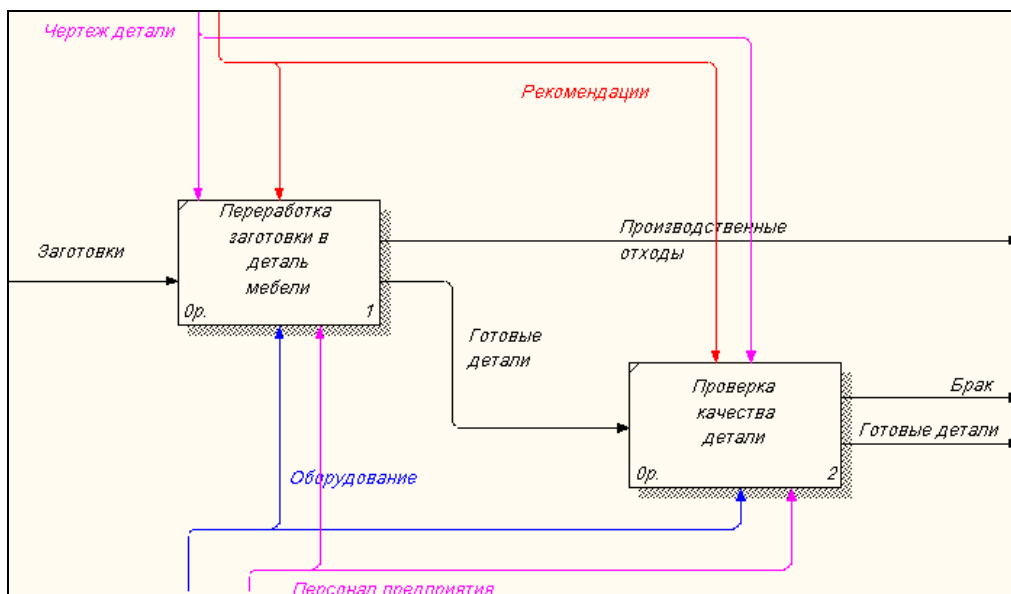 Чертеж детали
Рекомендации
Переработка
заготовки в
деталь
мебели
0р.
1
Заготовки
Производственные
отходы
Готовые
детали
Проверка
качества
детали
0р.
2
Брак
Готовые детали
Оборудование
Персонал предприятия